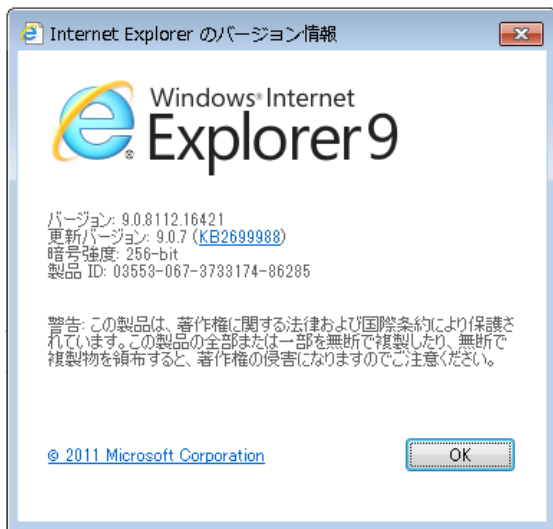 Internet Explorer のバージョン情報
Windows® Internet
Explorer 9
バージョン: 9.0.8112.16421
更新バージョン: 9.0.7 (KB2699988)
暗号強度: 256-bit
製品 ID: 03553-067-3733174-86285
警告: この製品は、著作権に関する法律および国際条約により保護さ
れています。この製品の全部または一部を無断で複製したり、無断で
複製物を頒布すると、著作権の侵害になりますのでご注意ください。
© 2011 Microsoft Corporation
OK